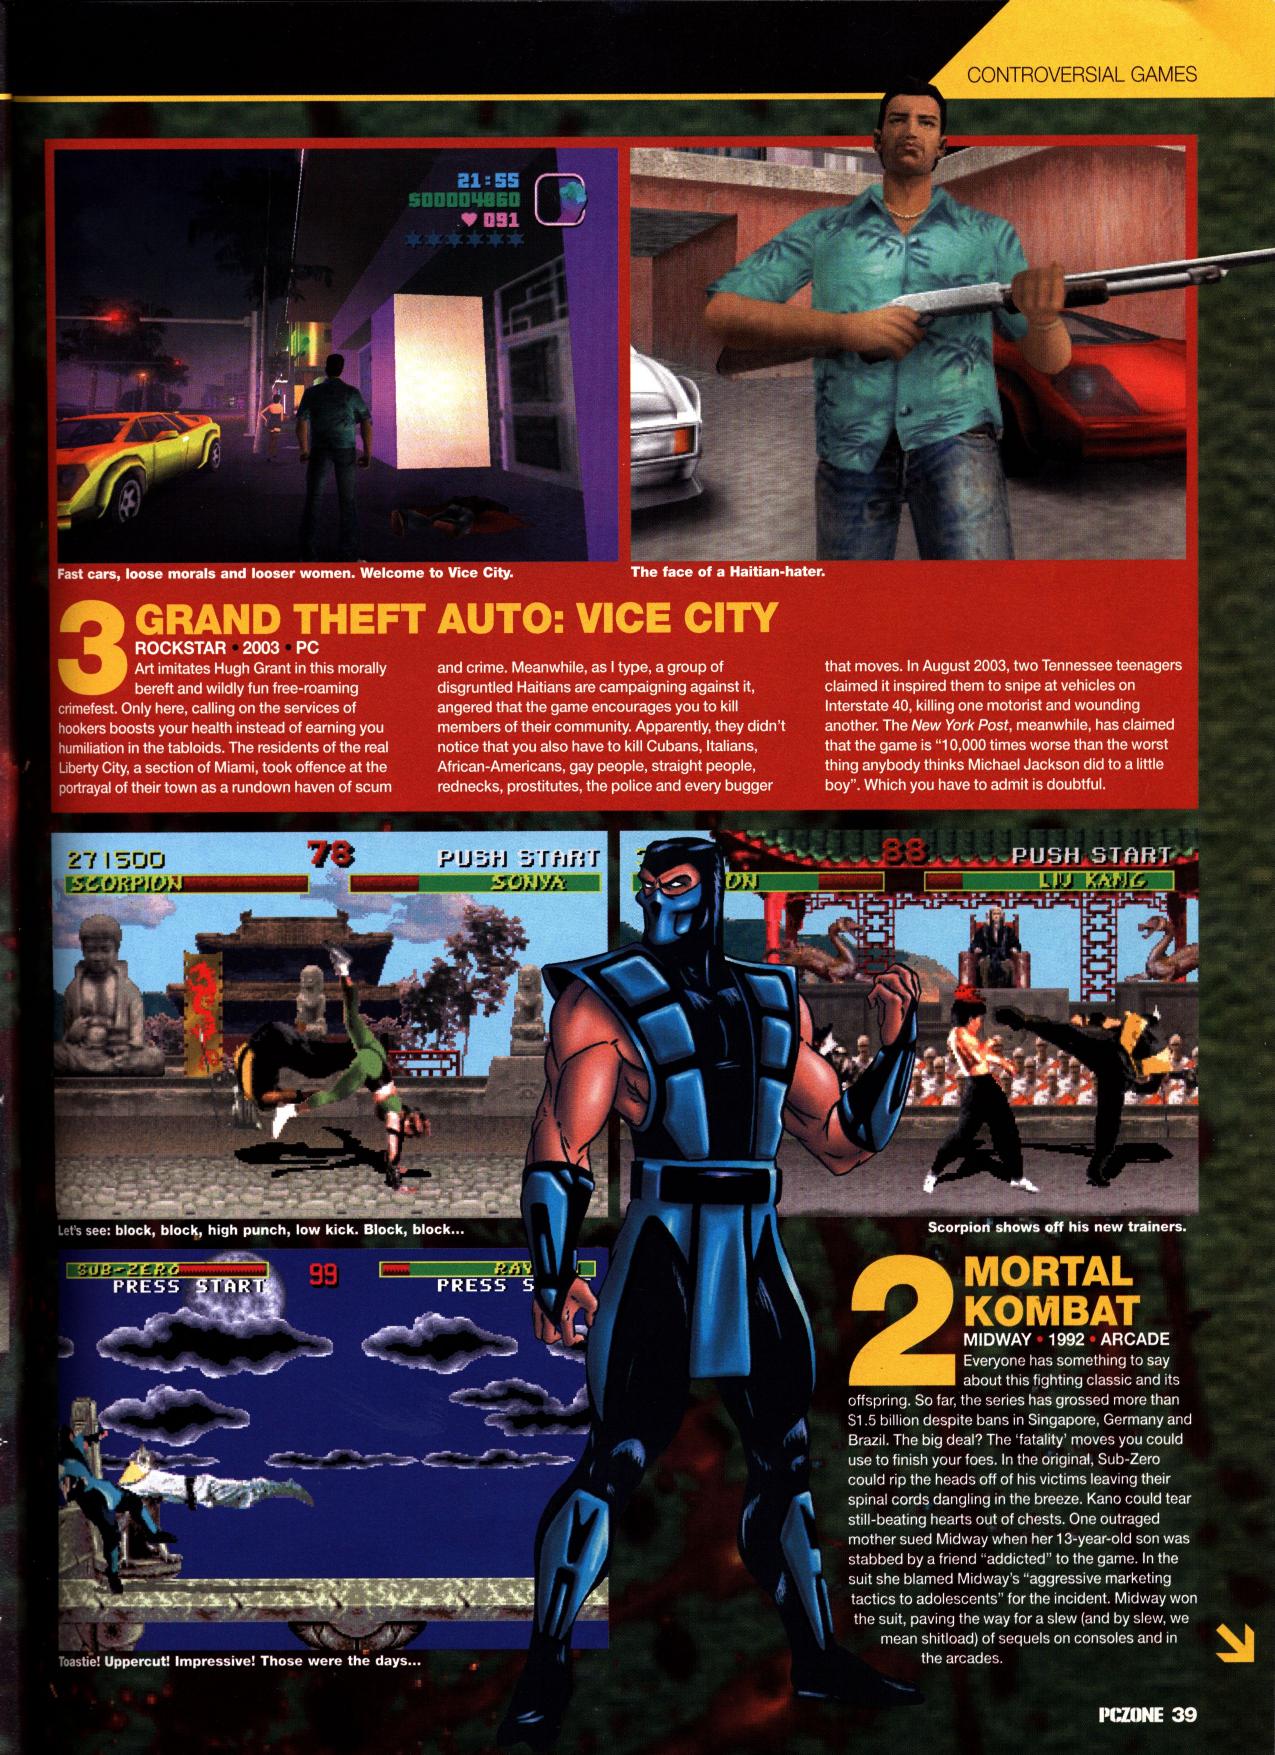 CONTROVERSIAL GAMES
21:55
$00004860
♥ 091
Fast cars, loose morals and looser women. Welcome to Vice City.
The face of a Haitian-hater.
3 GRAND THEFT AUTO: VICE CITY
ROCKSTAR • 2003 • PC
Art imitates Hugh Grant in this morally
bereft and wildly fun free-roaming
crimefest. Only here, calling on the services of
hookers boosts your health instead of earning you
humiliation in the tabloids. The residents of the real
Liberty City, a section of Miami, took offence at the
portrayal of their town as a rundown haven of scum
and crime. Meanwhile, as I type, a group of
disgruntled Haitians are campaigning against it,
angered that the game encourages you to kill
members of their community. Apparently, they didn't
notice that you also have to kill Cubans, Italians,
African-Americans, gay people, straight people,
rednecks, prostitutes, the police and every bugger
that moves. In August 2003, two Tennessee teenagers
claimed it inspired them to snipe at vehicles on
Interstate 40, killing one motorist and wounding
another. The New York Post, meanwhile, has claimed
that the game is “10,000 times worse than the worst
thing anybody thinks Michael Jackson did to a little
boy”. Which you have to admit is doubtful.
271500 78 PUSH START
SCORPION SONYA
88 PUSH START
ON LIU KANG
Let's see: block, block, high punch, low kick. Block, block...
Scorpion shows off his new trainers.
SUB-ZERO 99 RAY
PRESS START PRESS S
Toastie! Uppercut! Impressive! Those were the days...
2 MORTAL
KOMBAT
MIDWAY • 1992 • ARCADE
Everyone has something to say
about this fighting classic and its
offspring. So far, the series has grossed more than
$1.5 billion despite bans in Singapore, Germany and
Brazil. The big deal? The ‘fatality’ moves you could
use to finish your foes. In the original, Sub-Zero
could rip the heads off of his victims leaving their
spinal cords dangling in the breeze. Kano could tear
still-beating hearts out of chests. One outraged
mother sued Midway when her 13-year-old son was
stabbed by a friend “addicted” to the game. In the
suit she blamed Midway's “aggressive marketing
tactics to adolescents” for the incident. Midway won
the suit, paving the way for a slew (and by slew, we
mean shitload) of sequels on consoles and in
the arcades.
PCZONE 39